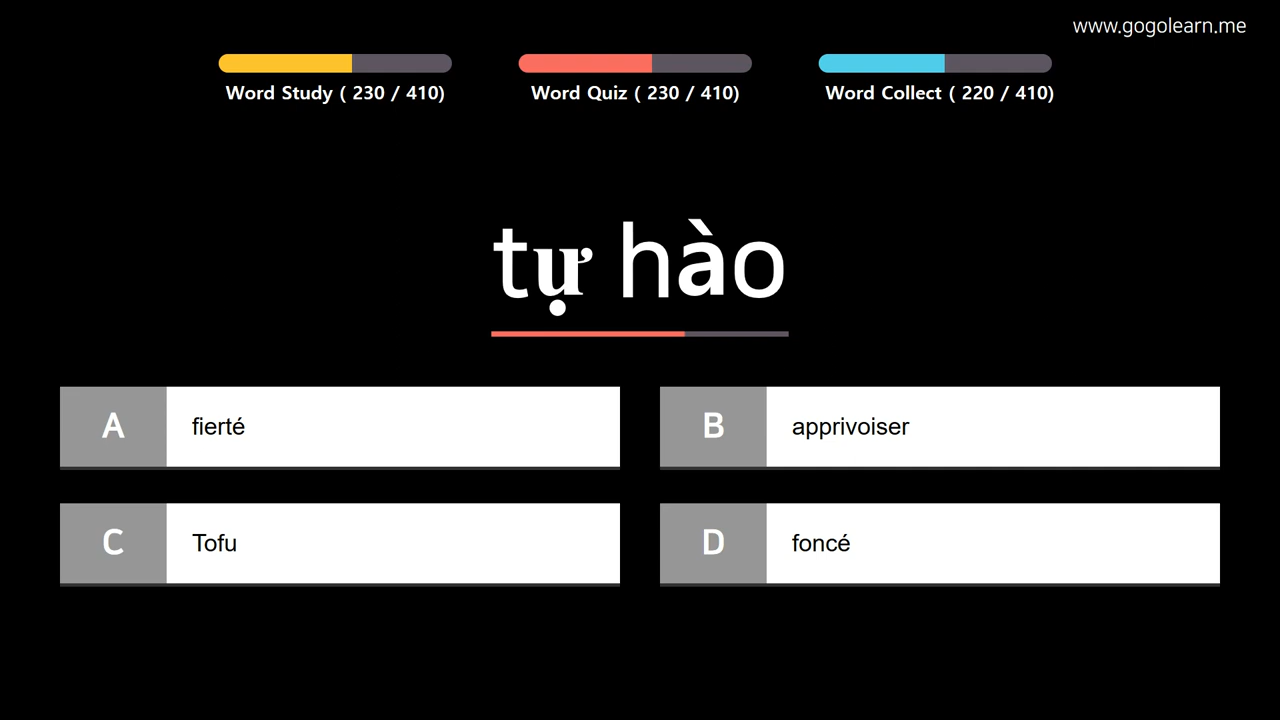 www.gogolearn.me
Word Study ( 230 / 410)
Word Quiz ( 230 / 410)
Word Collect ( 220 / 410)
tự hào
A fierté
B apprivoiser
C Tofu
D foncé